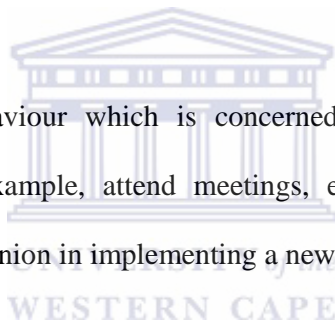 aviour which is concerned
xample, attend meetings, e
nion in implementing a new
UNIVERSITY of the
WESTERN CAPE